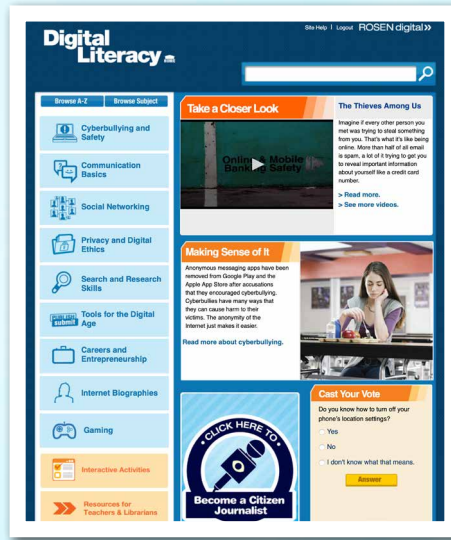 Digital
Literacy
Site Help | Logout ROSEN digital»
Browse A-Z Browse Subject
Cyberbullying and
Safety
Communication
Basics
Social Networking
Privacy and Digital
Ethics
Search and Research
Skills
PUBLISH
submit
Tools for the Digital
Age
Careers and
Entrepreneurship
Internet Biographies
Gaming
Interactive Activities
Resources for
Teachers & Librarians
Take a Closer Look
Online & Mobile
Banking Safety
The Thieves Among Us
Imagine if every other person you
met was trying to steal something
from you. That's what it's like being
online. More than half of all email
is spam, a lot of it trying to get you
to reveal important information
about yourself like a credit card
number.
> Read more.
> See more videos.
Making Sense of It
Anonymous messaging apps have been
removed from Google Play and the
Apple App Store after accusations
that they encouraged cyberbullying.
Cyberbullies have many ways that
they can cause harm to their
victims. The anonymity of the
Internet just makes it easier.
Read more about cyberbullying.
CLICK HERE TO
Become a Citizen
Journalist
Cast Your Vote
Do you know how to turn off your
phone's location settings?
Yes
No
I don't know what that means.
Answer